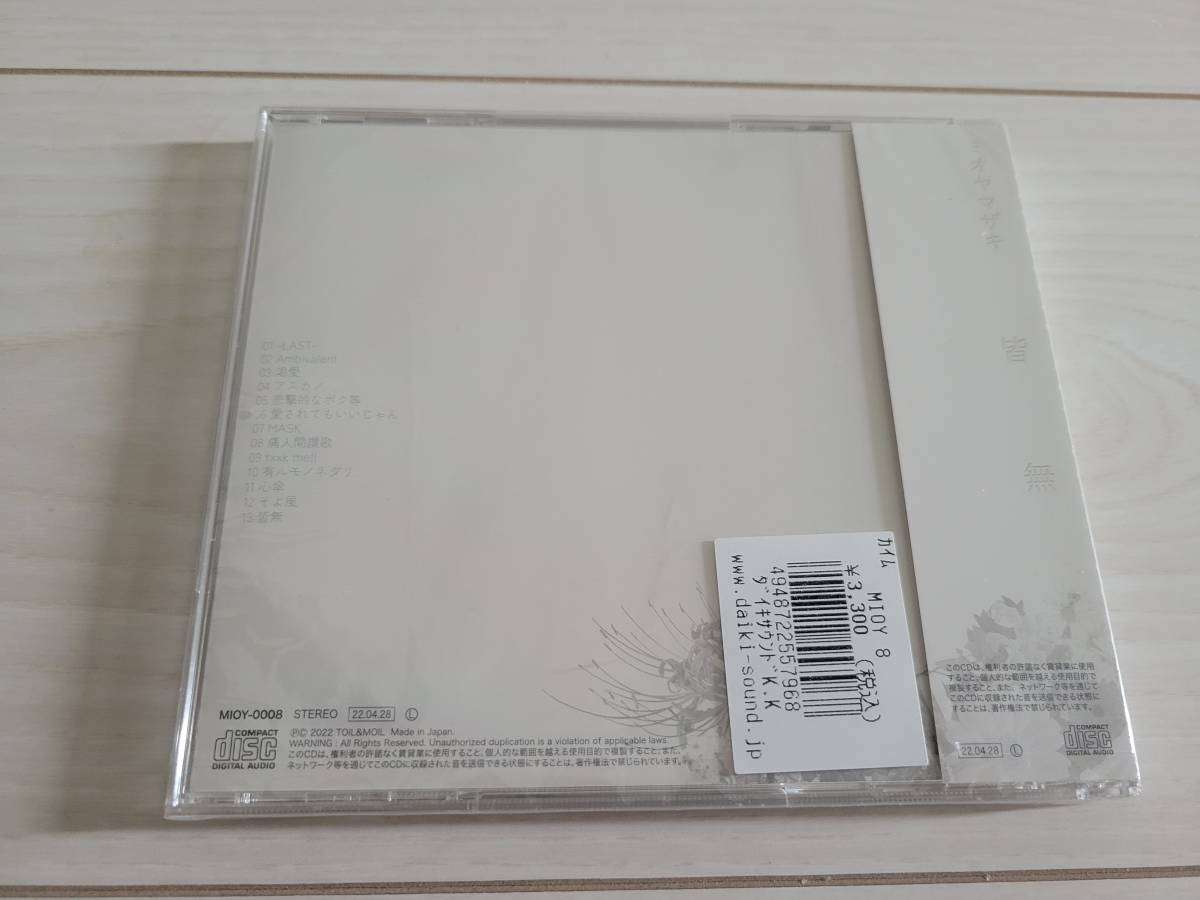 01 -LAST-
02 Ambivalent
03 渇愛
04 アスカノ
05 悲撃的なボク等
06 愛されてもいいじゃん
07 MASK
08 痛人間讃歌
09 fxxk me!!
10 有ルモノネダリ
11 心傘
12 そよ風
13 皆無
MIOY-0008 STEREO 22.04.28 Ⓛ
COMPACT
disc
DIGITAL AUDIO
ⓅⒸ 2022 TOIL&MOIL Made in Japan.
WARNING : All Rights Reserved. Unauthorized duplication is a violation of applicable laws.
このCDは、権利者の許諾なく賃貸業に使用すること、個人的な範囲を越える使用目的で複製すること、また、
ネットワーク等を通じてこのCDに収録された音を送信できる状態にすることは、著作権法で禁じられています。
カイム
MIOY 8
¥3,300 (税込)
4948722557968
ダイキサウンド K.K
www.daiki-sound.jp
ミオヤマザキ
皆無
このCDは、権利者の許諾なく賃貸業に使用
すること、個人的な範囲を越える使用目的で
複製すること、また、ネットワーク等を通じて
このCDに収録された音を送信できる状態に
することは、著作権法で禁じられています。
COMPACT
disc
DIGITAL AUDIO
22.04.28 Ⓛ